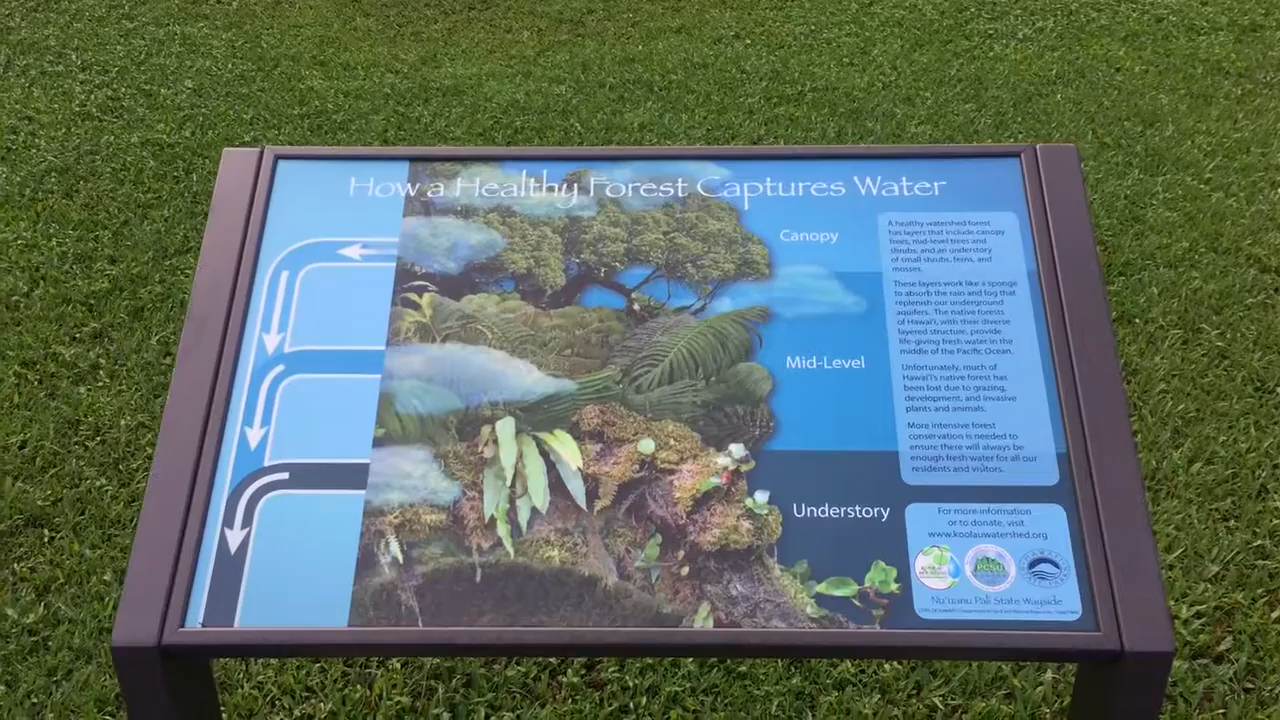 How a Healthy Forest Captures Water
Canopy
Mid-Level
Understory
A healthy watershed forest
has layers that include canopy
trees, mid-level trees and
shrubs, and an understory
of small shrubs, ferns, and
mosses.
These layers work like a sponge
to absorb the rain and fog that
replenish our underground
aquifers. The native forests
of Hawai'i, with their diverse
layered structure, provide
life-giving fresh water in the
middle of the Pacific Ocean.
Unfortunately, much of
Hawai'i's native forest has
been lost due to grazing,
development, and invasive
plants and animals.
More intensive forest
conservation is needed to
ensure there will always be
enough fresh water for all our
residents and visitors.
For more information
or to donate, visit
www.koolauwatershed.org
PCSU
Nu'uanu Pali State Wayside